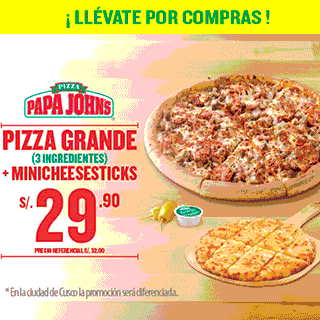 ¡ LLÉVATE POR COMPRAS !
PIZZA
PAPA JOHNS
PIZZA GRANDE
(3 INGREDIENTES)
+ MINICHEESESTICKS
S/. 29.90
PRECIO REFERENCIAL S/. 52.00
* En la ciudad de Cusco la promoción será diferenciada.